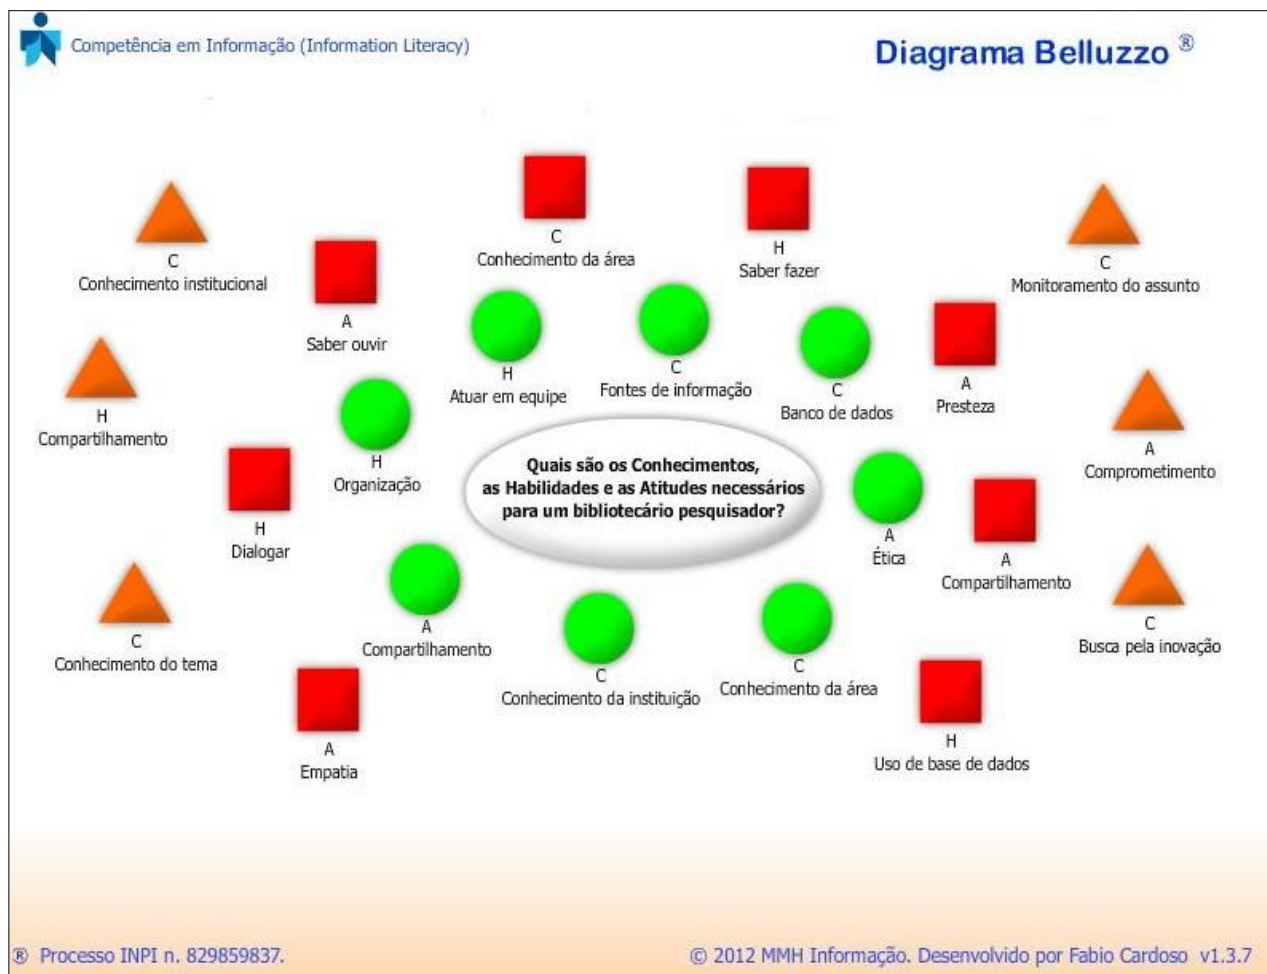 Competência em Informação (Information Literacy)
Diagrama Belluzzo ®
C
Conhecimento da área
H
Saber fazer
C
Conhecimento institucional
C
Monitoramento do assunto
A
Saber ouvir
H
Atuar em equipe
C
Fontes de informação
C
Banco de dados
A
Presteza
H
Compartilhamento
H
Organização
A
Comprometimento
Quais são os Conhecimentos,
as Habilidades e as Atitudes necessários
para um bibliotecário pesquisador?
H
Dialogar
A
Ética
A
Compartilhamento
C
Conhecimento do tema
A
Compartilhamento
C
Conhecimento da instituição
C
Conhecimento da área
C
Busca pela inovação
A
Empatia
H
Uso de base de dados
® Processo INPI n. 829859837.
© 2012 MMH Informação. Desenvolvido por Fabio Cardoso v1.3.7